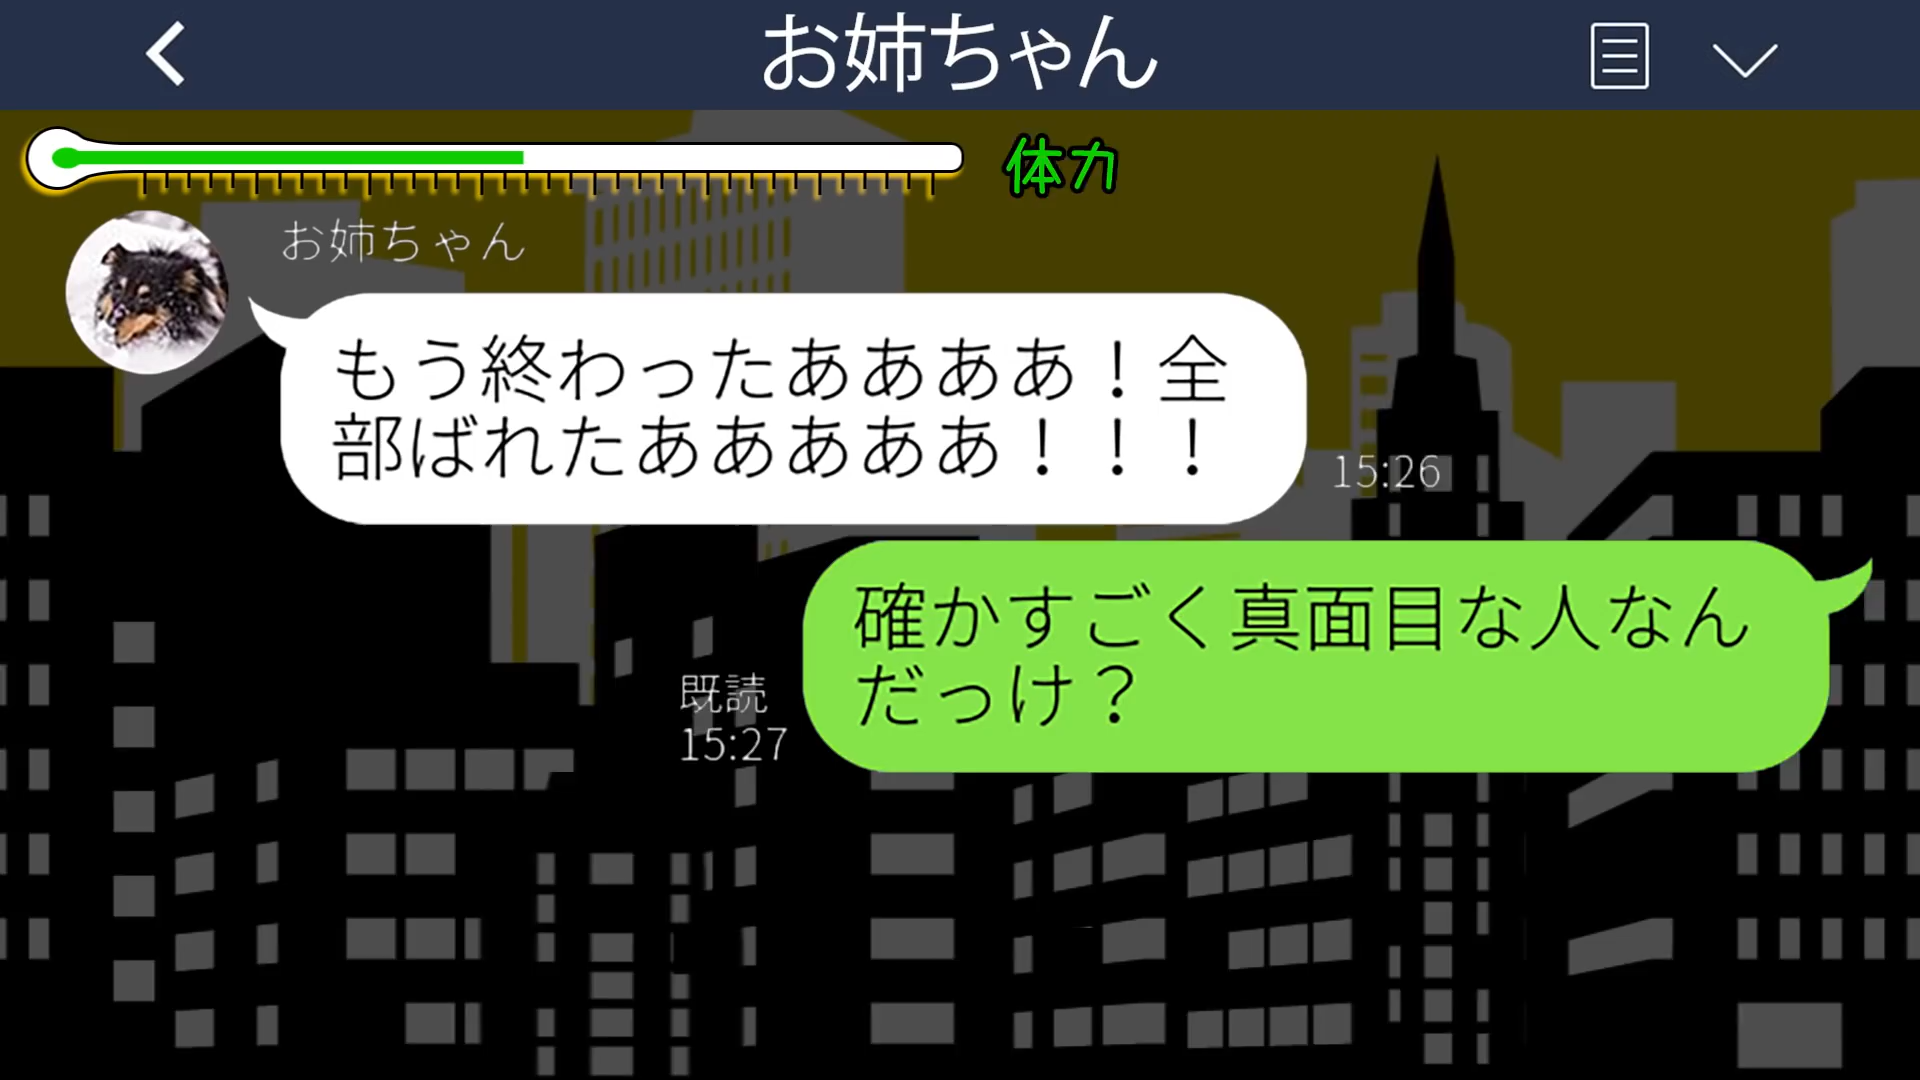 お姉ちゃん
体力
お姉ちゃん
もう終わったああああ！全
部ばれたあああああ！！！
15:26
確かすごく真面目な人なん
だっけ？
既読
15:27